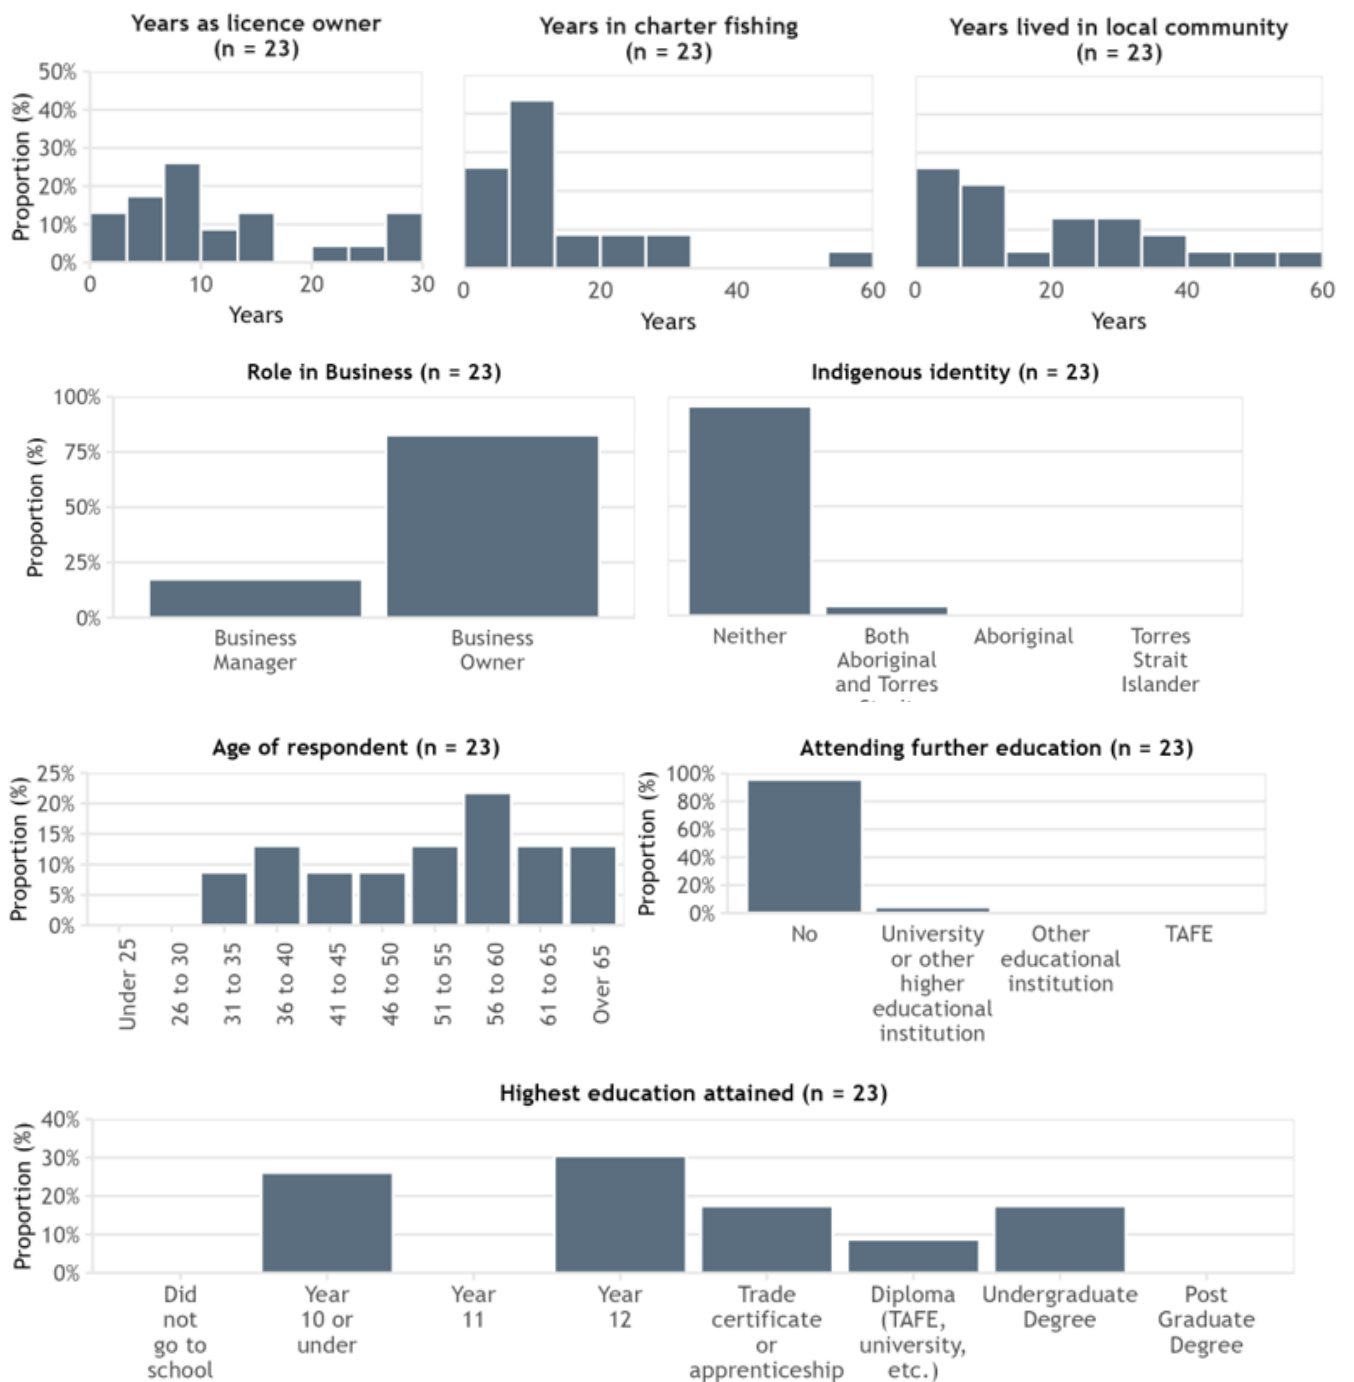 Years as licence owner
(n = 23)
Years in charter fishing
(n = 23)
Years lived in local community
(n = 23)
Proportion (%)
50%
40%
30%
20%
10%
0%
0 10 20 30
0 20 40 60
0 20 40 60
Years
Years
Years
Role in Business (n = 23)
Indigenous identity (n = 23)
Proportion (%)
100%
75%
50%
25%
0%
Business
Manager
Business
Owner
Neither
Both
Aboriginal
and Torres
Aboriginal
Torres
Strait
Islander
Age of respondent (n = 23)
Attending further education (n = 23)
Proportion (%)
25%
20%
15%
10%
5%
0%
Under 25
26 to 30
31 to 35
36 to 40
41 to 45
46 to 50
51 to 55
56 to 60
61 to 65
Over 65
Proportion (%)
100%
80%
60%
40%
20%
0%
No
University
or other
higher
educational
institution
Other
educational
institution
TAFE
Highest education attained (n = 23)
Proportion (%)
40%
30%
20%
10%
0%
Did
not
go to
school
Year
10 or
under
Year
11
Year
12
Trade
certificate
or
apprenticeship
Diploma
(TAFE,
university,
etc.)
Undergraduate
Degree
Post
Graduate
Degree